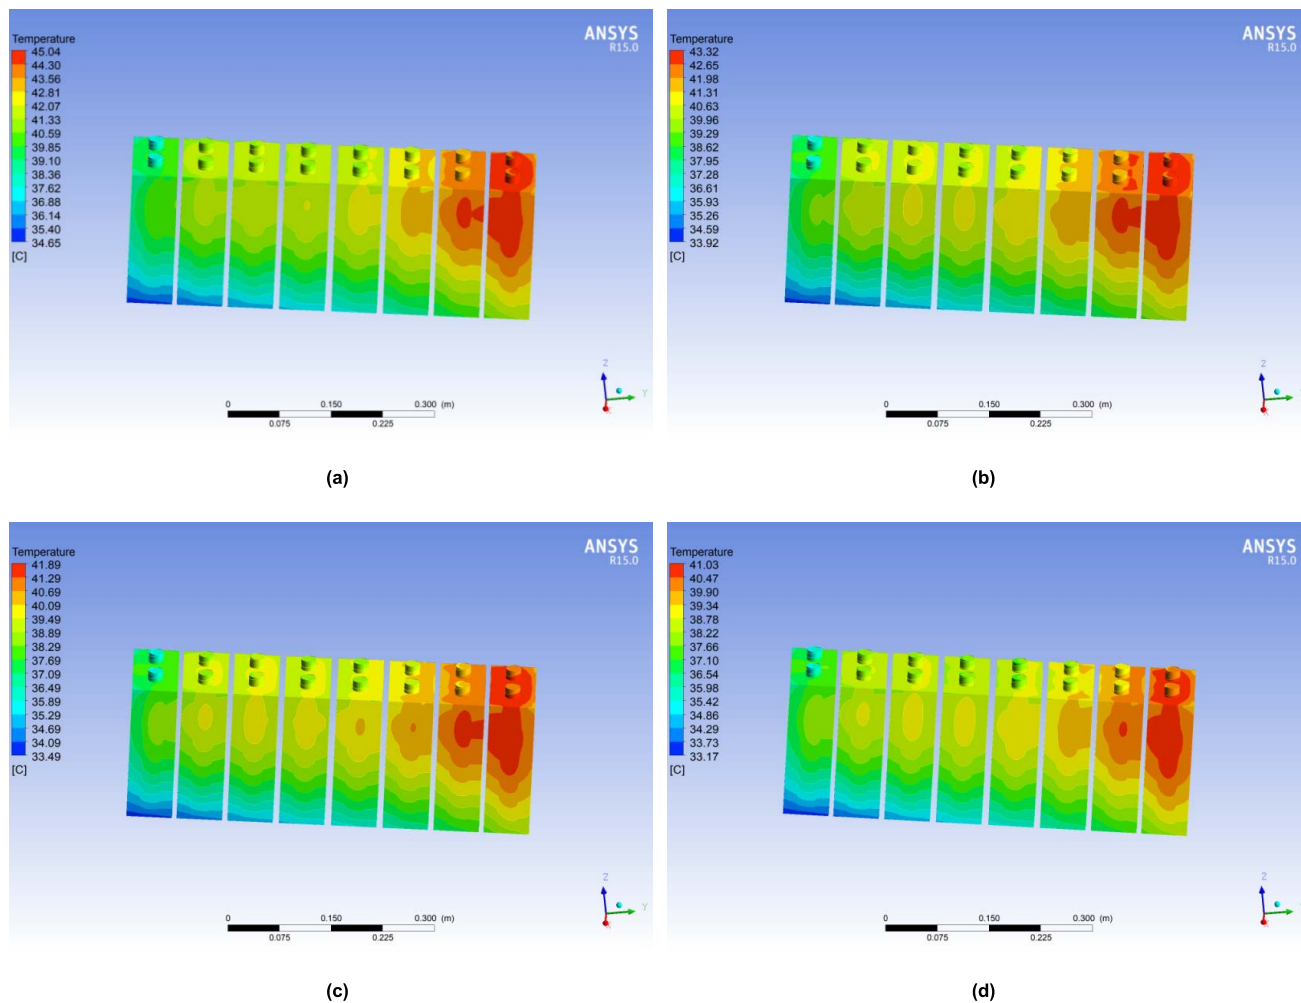 ANSYS
R15.0
Temperature
45.04
44.30
43.56
42.81
42.07
41.33
40.59
39.85
39.10
38.36
37.62
36.88
36.14
35.40
34.65
[C]
Z
Y
0 0.150 0.300 (m)
0.075 0.225
(a)
ANSYS
R15.0
Temperature
43.32
42.65
41.98
41.31
40.63
39.96
39.29
38.62
37.95
37.28
36.61
35.93
35.26
34.59
33.92
[C]
Z
0 0.150 0.300 (m)
0.075 0.225
(b)
ANSYS
R15.0
Temperature
41.89
41.29
40.69
40.09
39.49
38.89
38.29
37.69
37.09
36.49
35.89
35.29
34.69
34.09
33.49
[C]
Z
Y
0 0.150 0.300 (m)
0.075 0.225
(c)
ANSYS
R15.0
Temperature
41.03
40.47
39.90
39.34
38.78
38.22
37.66
37.10
36.54
35.98
35.42
34.86
34.29
33.73
33.17
[C]
Z
0 0.150 0.300 (m)
0.075 0.225
(d)